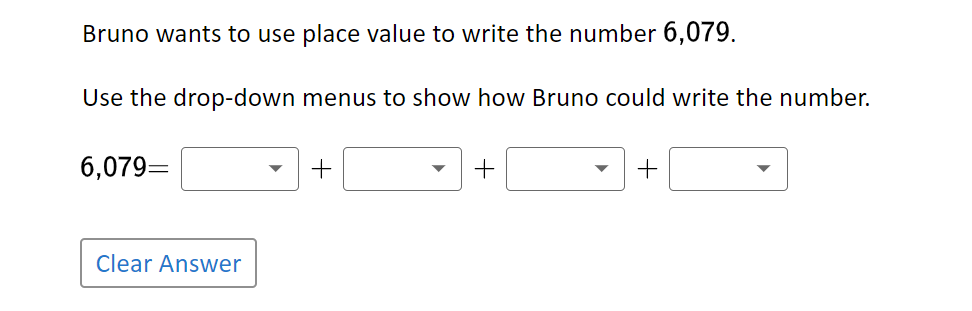 Bruno wants to use place value to write the number 6,079.
Use the drop-down menus to show how Bruno could write the number.
6,079= + + +
Clear Answer